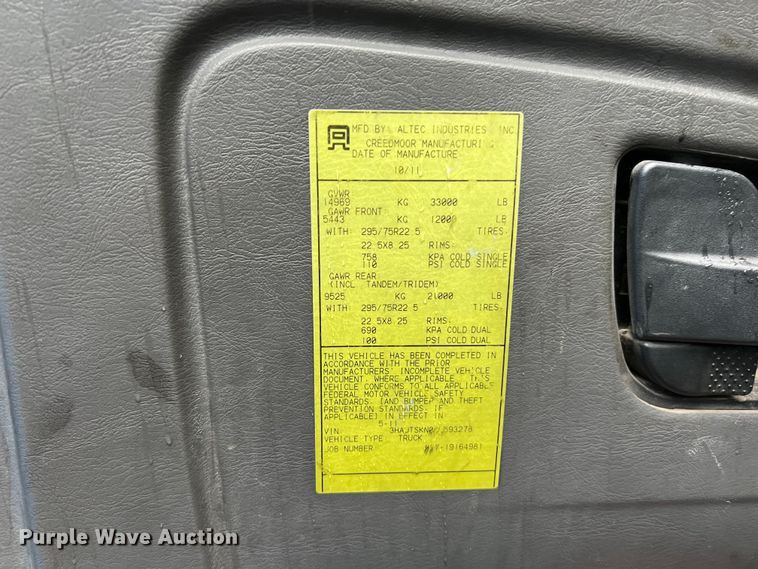 MFD BY ALTEC INDUSTRIES INC
CREEDMOOR MANUFACTURING
DATE OF MANUFACTURE
10/11
GVWR
14969 KG 33000 LB
GAWR FRONT
5443 KG 12000 LB
WITH: 295/75R22.5 TIRES:
22.5X8.25 RIMS:
758 KPA COLD SINGLE
110 PSI COLD SINGLE
GAWR REAR
(INCL. TANDEM/TRIDEM)
9525 KG 21000 LB
WITH: 295/75R22.5 TIRES:
22.5X8.25 RIMS:
690 KPA COLD DUAL
100 PSI COLD DUAL
THIS VEHICLE HAS BEEN COMPLETED IN
ACCORDANCE WITH THE PRIOR
MANUFACTURERS' INCOMPLETE VEHICLE
DOCUMENT. WHERE APPLICABLE. THIS
VEHICLE CONFORMS TO ALL APPLICABLE
FEDERAL MOTOR VEHICLE SAFETY
STANDARDS. [AND BUMPER AND THEFT
PREVENTION STANDARDS. IF
APPLICABLE] IN EFFECT IN:
5-11
VIN:
VEHICLE TYPE: TRUCK
JOB NUMBER
Purple Wave Auction